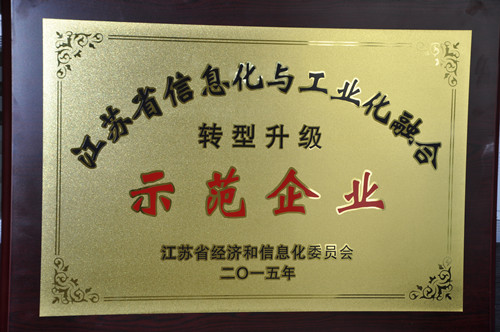 江苏省信息化与工业化融合
转型升级
示范企业
江苏省经济和信息化委员会
二〇一五年